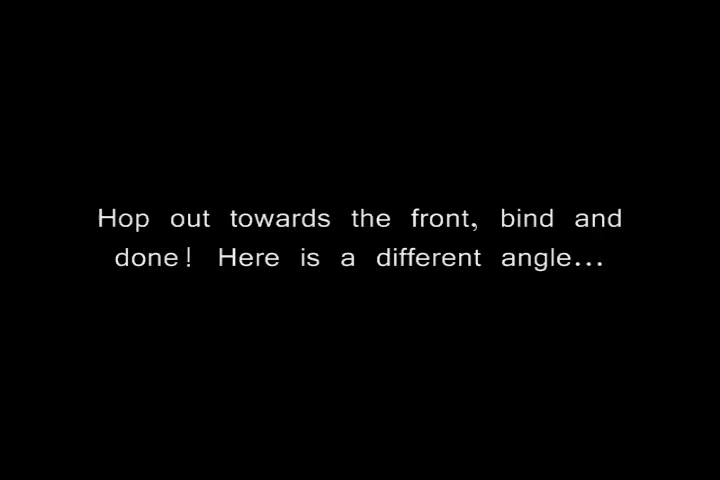 Hop out towards the front, bind and
done! Here is a different angle...